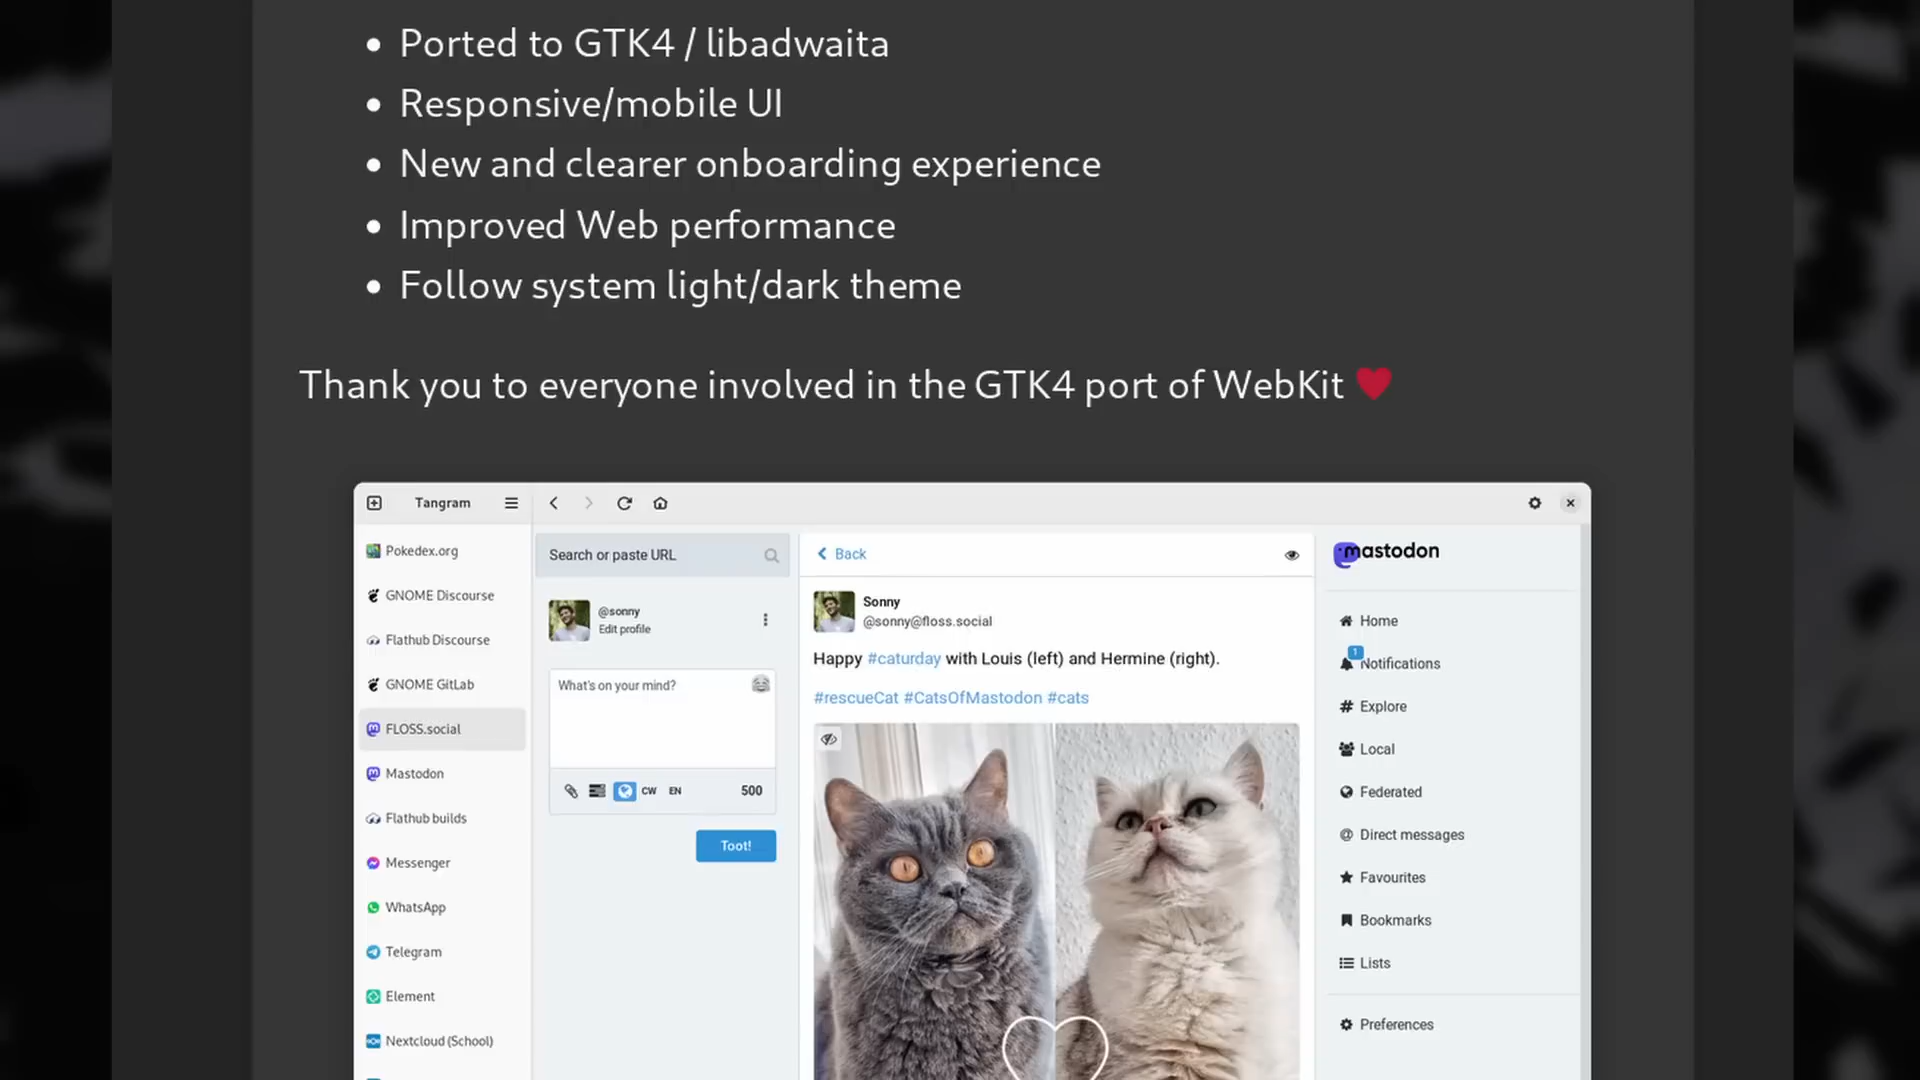 Ported to GTK4 / libadwaita
Responsive/mobile UI
New and clearer onboarding experience
Improved Web performance
Follow system light/dark theme
Thank you to everyone involved in the GTK4 port of WebKit ❤
Tangram
Pokedex.org
GNOME Discourse
Flathub Discourse
GNOME GitLab
FLOSS.social
Mastodon
Flathub builds
Messenger
WhatsApp
Telegram
Element
Nextcloud (School)
Search or paste URL
@sonny
Edit profile
What's on your mind?
CW EN 500
Toot!
Back
Sonny
@sonny@floss.social
Happy #caturday with Louis (left) and Hermine (right).
#rescueCat #CatsOfMastodon #cats
mastodon
Home
1
Notifications
Explore
Local
Federated
Direct messages
Favourites
Bookmarks
Lists
Preferences